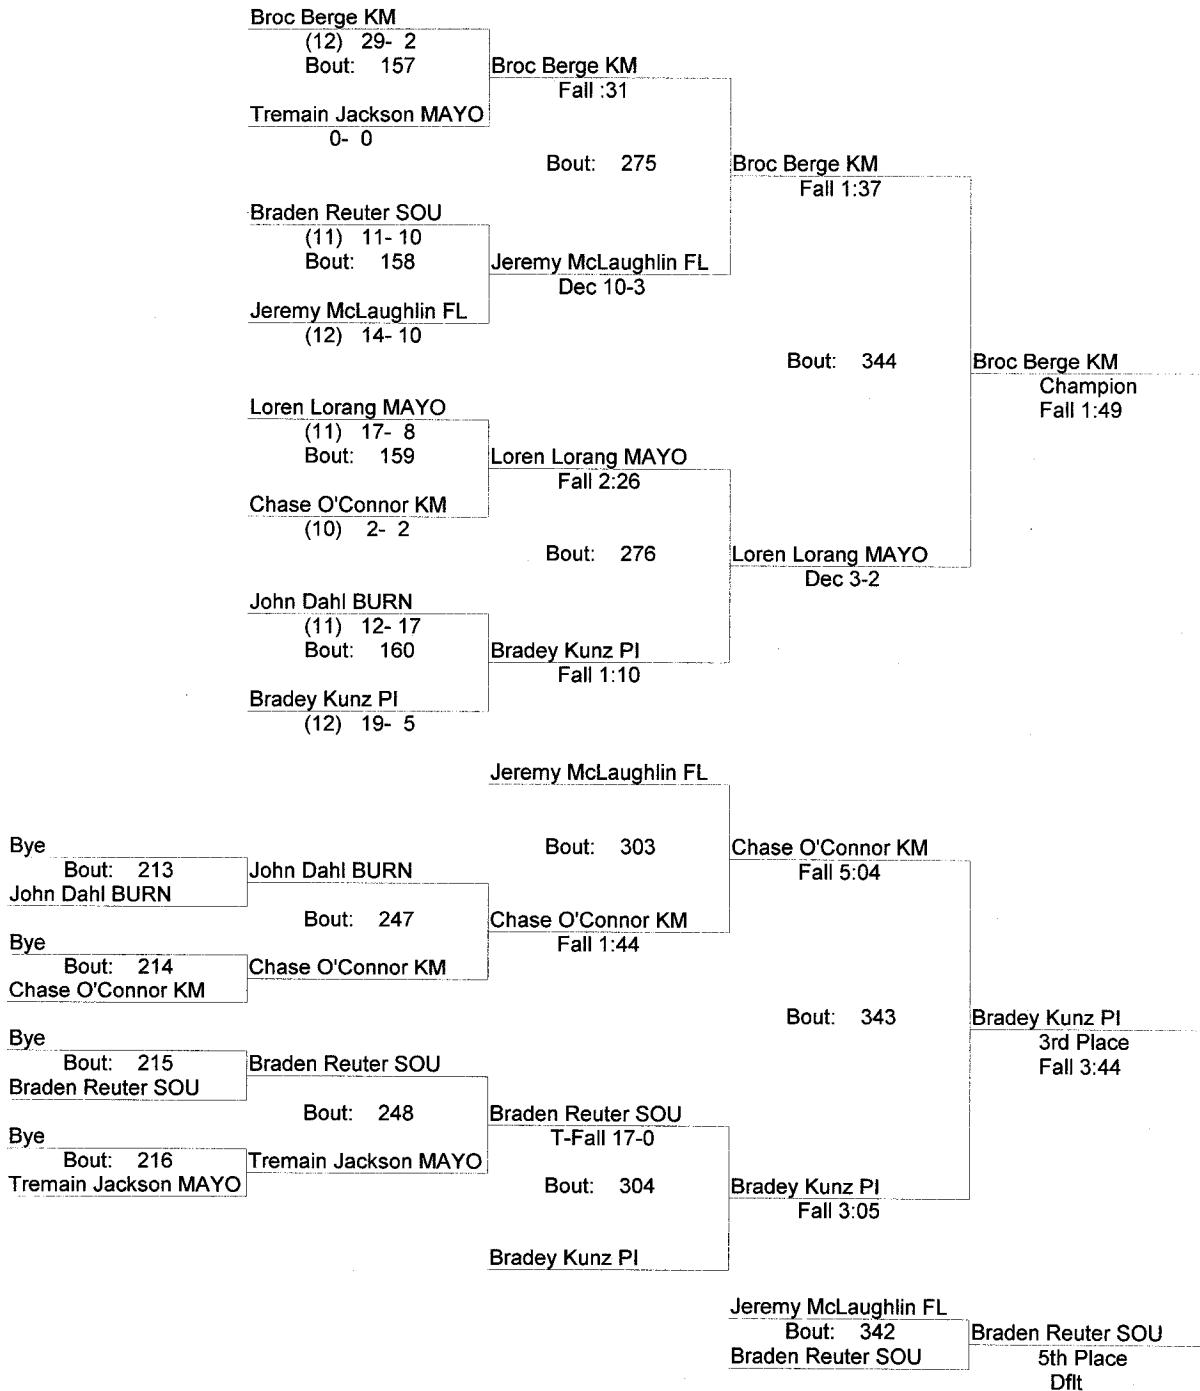 Broc Berge KM
(12) 29- 2
Bout: 157
Broc Berge KM
Fall :31
Tremain Jackson MAYO
0- 0
Bout: 275
Broc Berge KM
Fall 1:37
Braden Reuter SOU
(11) 11- 10
Bout: 158
Jeremy McLaughlin FL
Dec 10-3
Jeremy McLaughlin FL
(12) 14- 10
Bout: 344
Broc Berge KM
Champion
Fall 1:49
Loren Lorang MAYO
(11) 17- 8
Bout: 159
Loren Lorang MAYO
Fall 2:26
Chase O'Connor KM
(10) 2- 2
Bout: 276
Loren Lorang MAYO
Dec 3-2
John Dahl BURN
(11) 12- 17
Bout: 160
Bradey Kunz PI
Fall 1:10
Bradey Kunz PI
(12) 19- 5
Jeremy McLaughlin FL
Bout: 303
Chase O'Connor KM
Fall 5:04
Bye
Bout: 213
John Dahl BURN
John Dahl BURN
Bout: 247
Chase O'Connor KM
Fall 1:44
Bye
Bout: 214
Chase O'Connor KM
Chase O'Connor KM
Bout: 343
Bradey Kunz PI
3rd Place
Fall 3:44
Bye
Bout: 215
Braden Reuter SOU
Braden Reuter SOU
Bout: 248
Braden Reuter SOU
T-Fall 17-0
Bye
Bout: 216
Tremain Jackson MAYO
Tremain Jackson MAYO
Bout: 304
Bradey Kunz PI
Fall 3:05
Bradey Kunz PI
Jeremy McLaughlin FL
Bout: 342
Braden Reuter SOU
Braden Reuter SOU
5th Place
Dflt